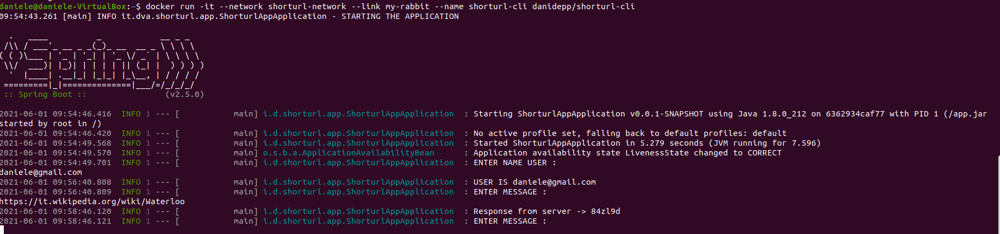 daniele@daniele-VirtualBox:~$ docker run -it --network shorturl-network --link my-rabbit --name shorturl-cli danidepp/shorturl-cli
09:54:43.261 [main] INFO it.dva.shorturl.app.ShorturlAppApplication - STARTING THE APPLICATION
  .   ____          _            __ _ _
 /\\ / ___'_ __ _ _(_)_ __  __ _ \ \ \ \
( ( )\___ | '_ | '_| | '_ \/ _` | \ \ \ \
 \\/  ___)| |_)| | | | | || (_| |  ) ) ) )
  '  |____| .__|_| |_|_| |_\__, | / / / /
 =========|_|==============|___/=/_/_/_/
 :: Spring Boot ::                (v2.5.0)
2021-06-01 09:54:46.416  INFO 1 --- [           main] i.d.shorturl.app.ShorturlAppApplication  : Starting ShorturlAppApplication v0.0.1-SNAPSHOT using Java 1.8.0_212 on 6362934caf77 with PID 1 (/app.jar
started by root in /)
2021-06-01 09:54:46.420  INFO 1 --- [           main] i.d.shorturl.app.ShorturlAppApplication  : No active profile set, falling back to default profiles: default
2021-06-01 09:54:49.568  INFO 1 --- [           main] i.d.shorturl.app.ShorturlAppApplication  : Started ShorturlAppApplication in 5.279 seconds (JVM running for 7.596)
2021-06-01 09:54:49.570  INFO 1 --- [           main] o.s.b.a.ApplicationAvailabilityBean      : Application availability state LivenessState changed to CORRECT
2021-06-01 09:54:49.701  INFO 1 --- [           main] i.d.shorturl.app.ShorturlAppApplication  : ENTER NAME USER :
daniele@gmail.com
2021-06-01 09:56:40.808  INFO 1 --- [           main] i.d.shorturl.app.ShorturlAppApplication  : USER IS daniele@gmail.com
2021-06-01 09:56:40.809  INFO 1 --- [           main] i.d.shorturl.app.ShorturlAppApplication  : ENTER MESSAGE :
https://it.wikipedia.org/wiki/Waterloo
2021-06-01 09:58:46.120  INFO 1 --- [           main] i.d.shorturl.app.ShorturlAppApplication  : Response from server -> 84zl9d
2021-06-01 09:58:46.121  INFO 1 --- [           main] i.d.shorturl.app.ShorturlAppApplication  : ENTER MESSAGE :